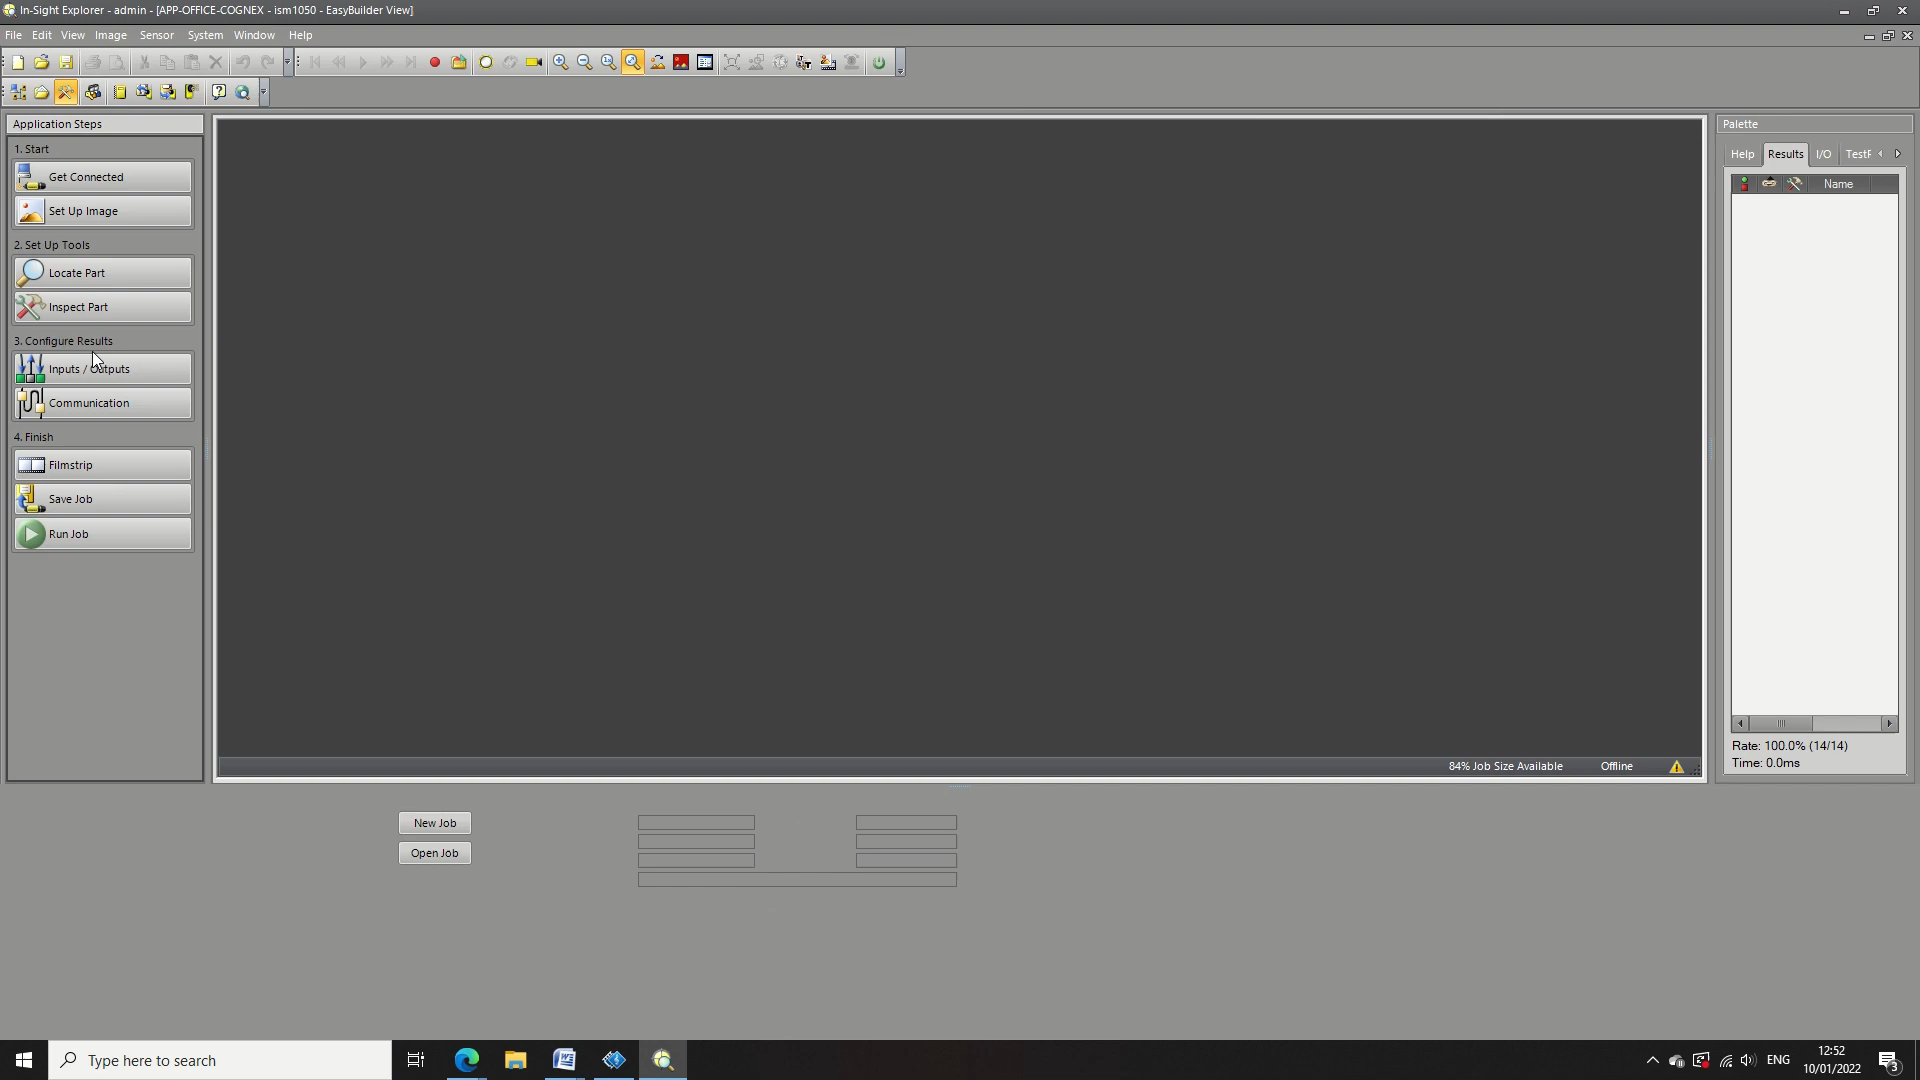 In-Sight Explorer - admin - [APP-OFFICE-COGNEX - ism1050 - EasyBuilder View]
File Edit View Image Sensor System Window Help
Application Steps
1. Start
Get Connected
Set Up Image
2. Set Up Tools
Locate Part
Inspect Part
3. Configure Results
Inputs / Outputs
Communication
4. Finish
Filmstrip
Save Job
Run Job
84% Job Size Available Offline
Palette
Help Results I/O TestR
Name
Rate: 100.0% (14/14)
Time: 0.0ms
New Job
Open Job
Type here to search
ENG
12:52
10/01/2022
3